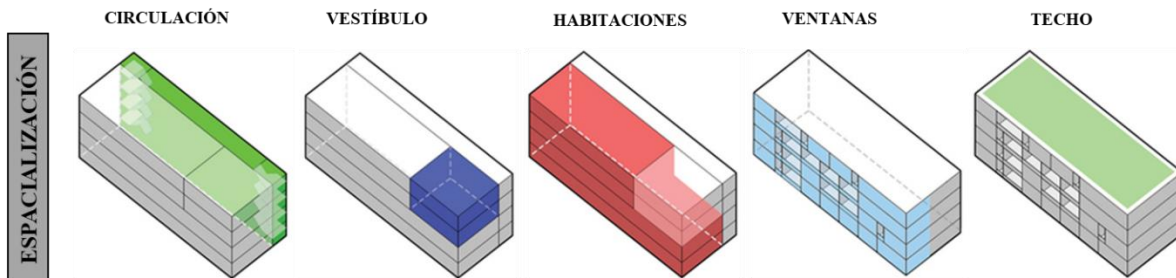 CIRCULACIÓN
VESTÍBULO
HABITACIONES
VENTANAS
TECHO
ESPACIALIZACIÓN